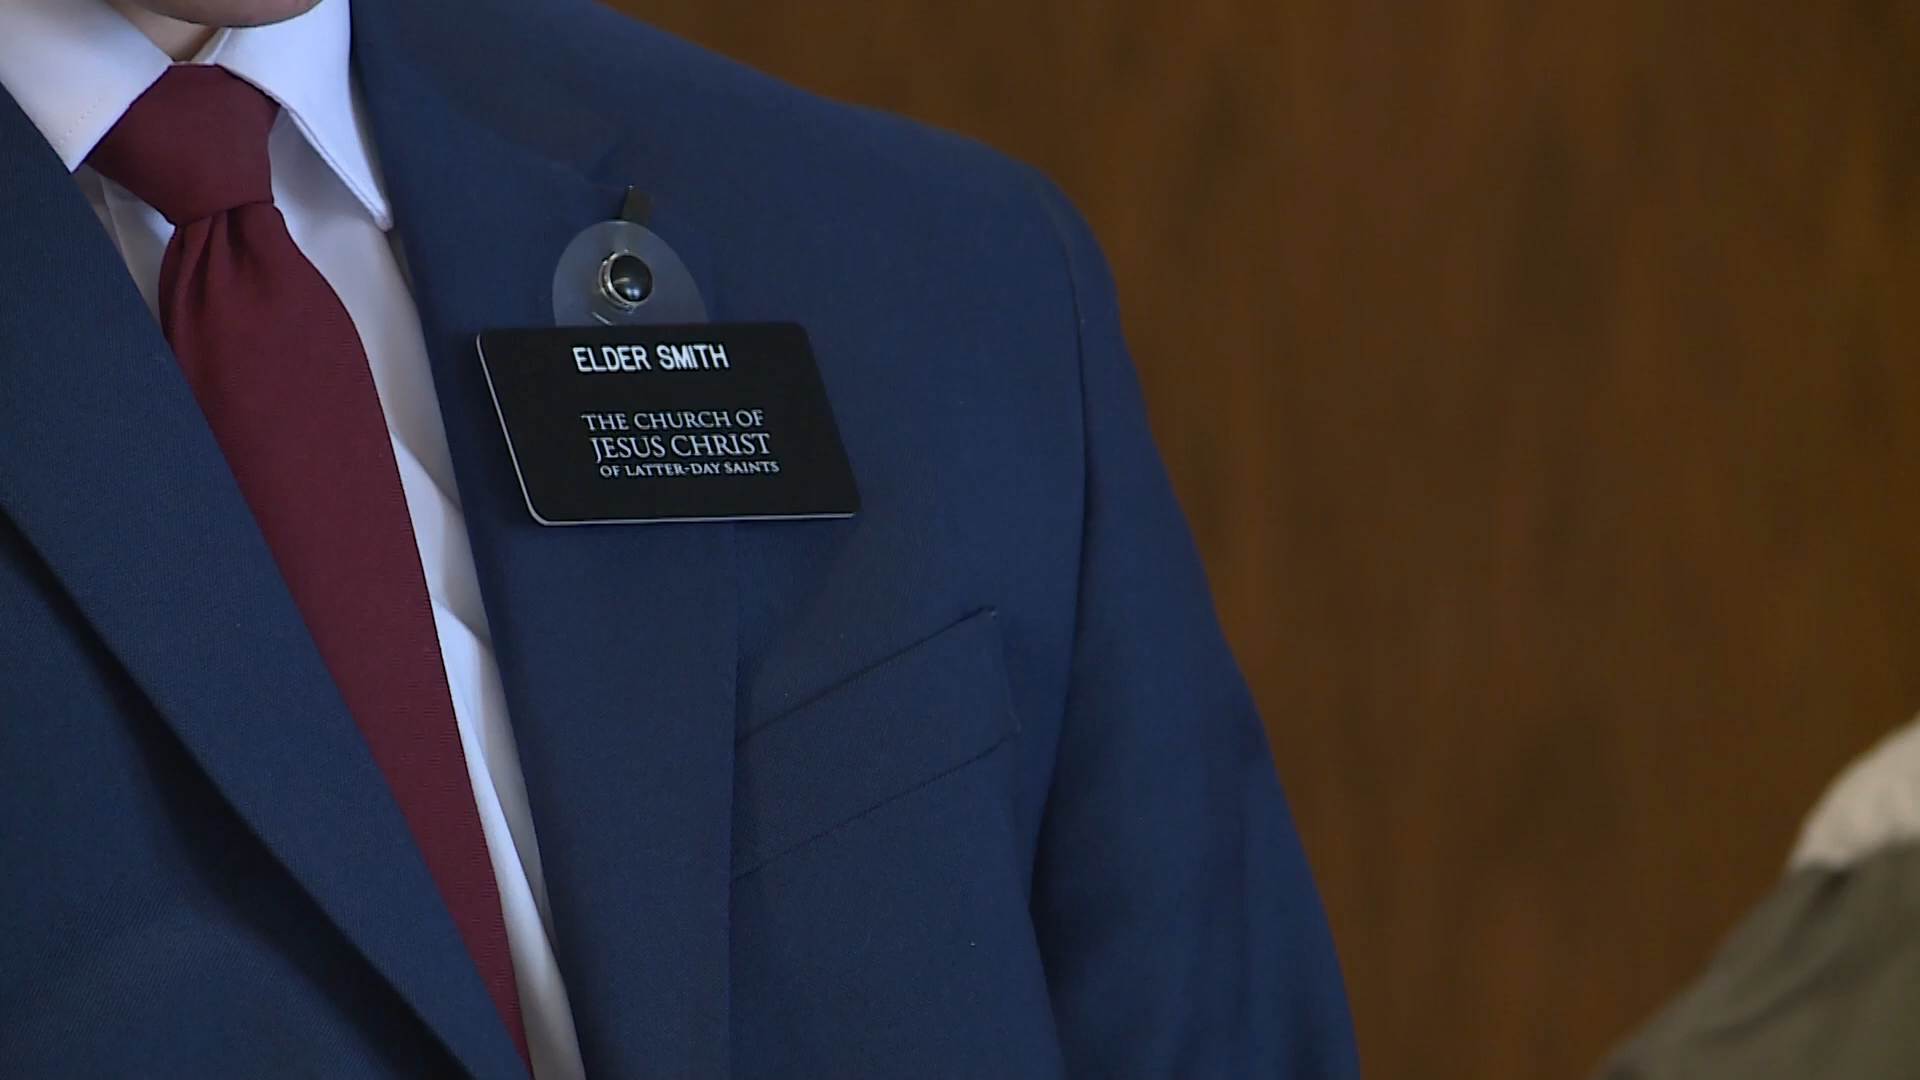 ELDER SMITH
THE CHURCH OF
JESUS CHRIST
OF LATTER-DAY SAINTS